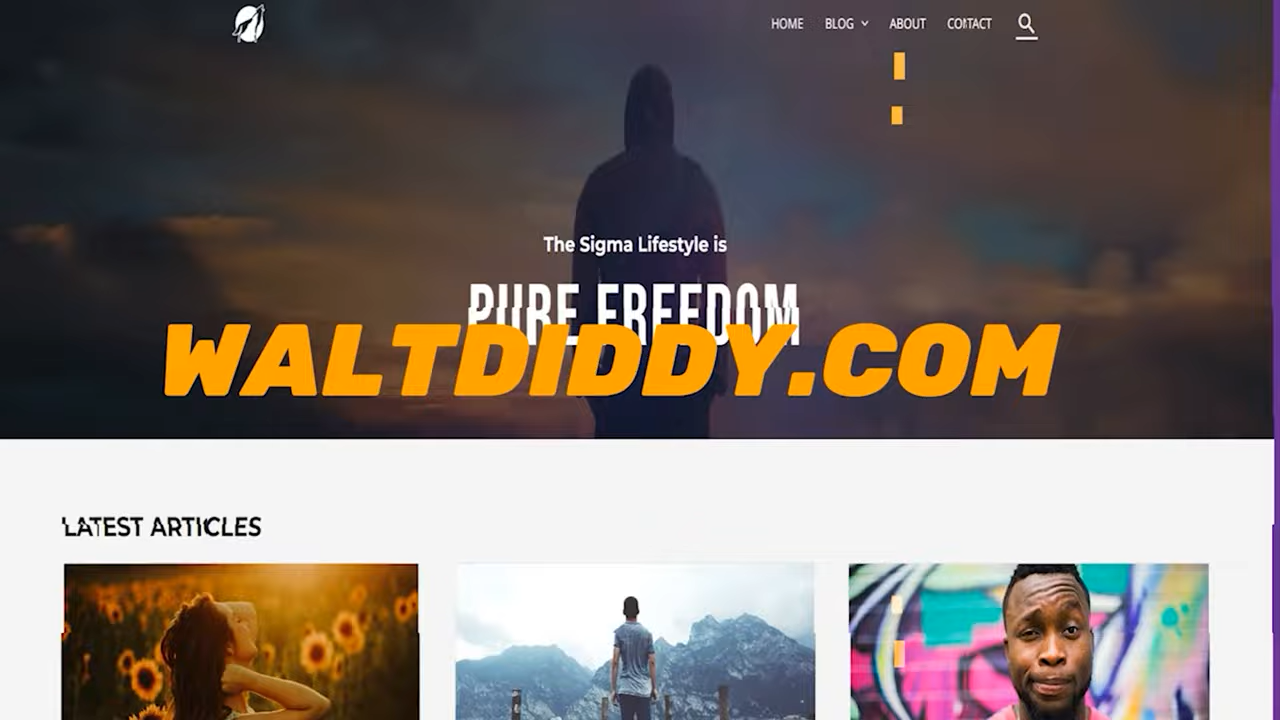 HOME BLOG ABOUT CONTACT
The Sigma Lifestyle is
PURE FREEDOM
WALTDIDDY.COM
LATEST ARTICLES